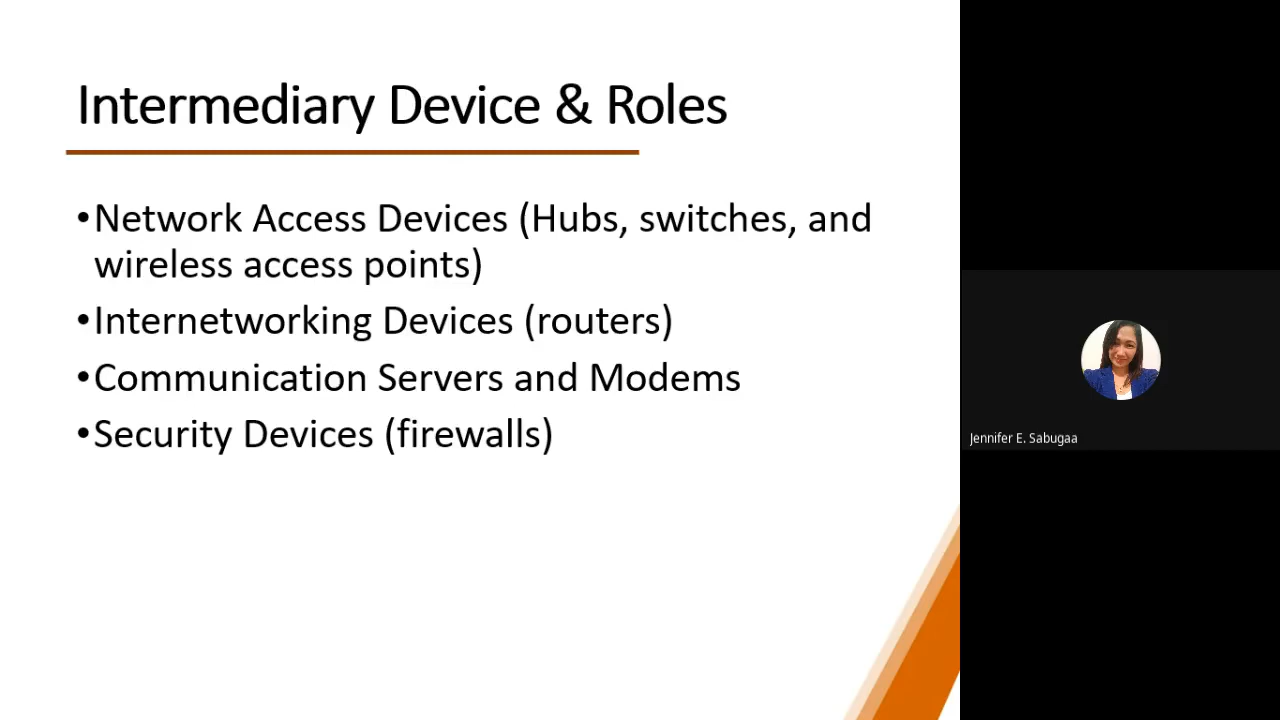 Intermediary Device & Roles
•Network Access Devices (Hubs, switches, and
wireless access points)
•Internetworking Devices (routers)
•Communication Servers and Modems
•Security Devices (firewalls)
Jennifer E. Sabugaa